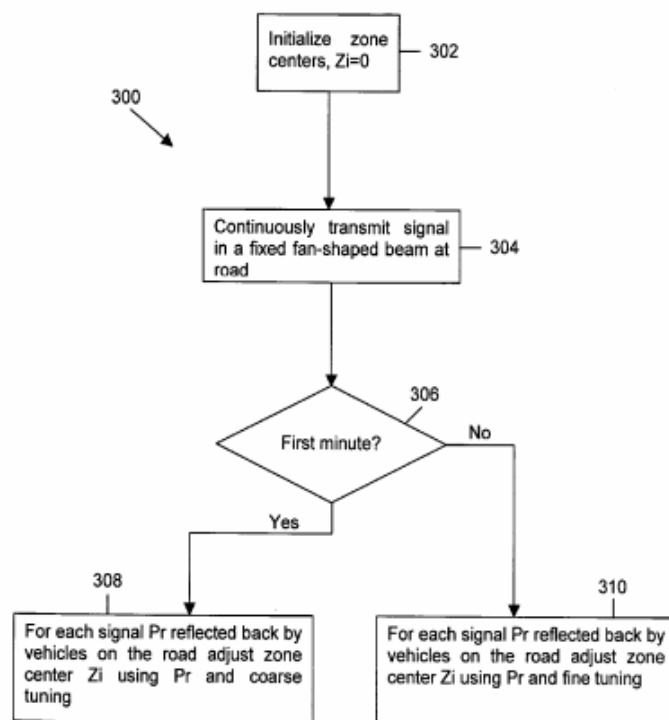 Initialize zone
centers, Zi=0
302
300
Continuously transmit signal
in a fixed fan-shaped beam at
road
304
306
First minute?
No
Yes
308
For each signal Pr reflected back by
vehicles on the road adjust zone
center Zi using Pr and coarse
tuning
310
For each signal Pr reflected back by
vehicles on the road adjust zone
center Zi using Pr and fine tuning